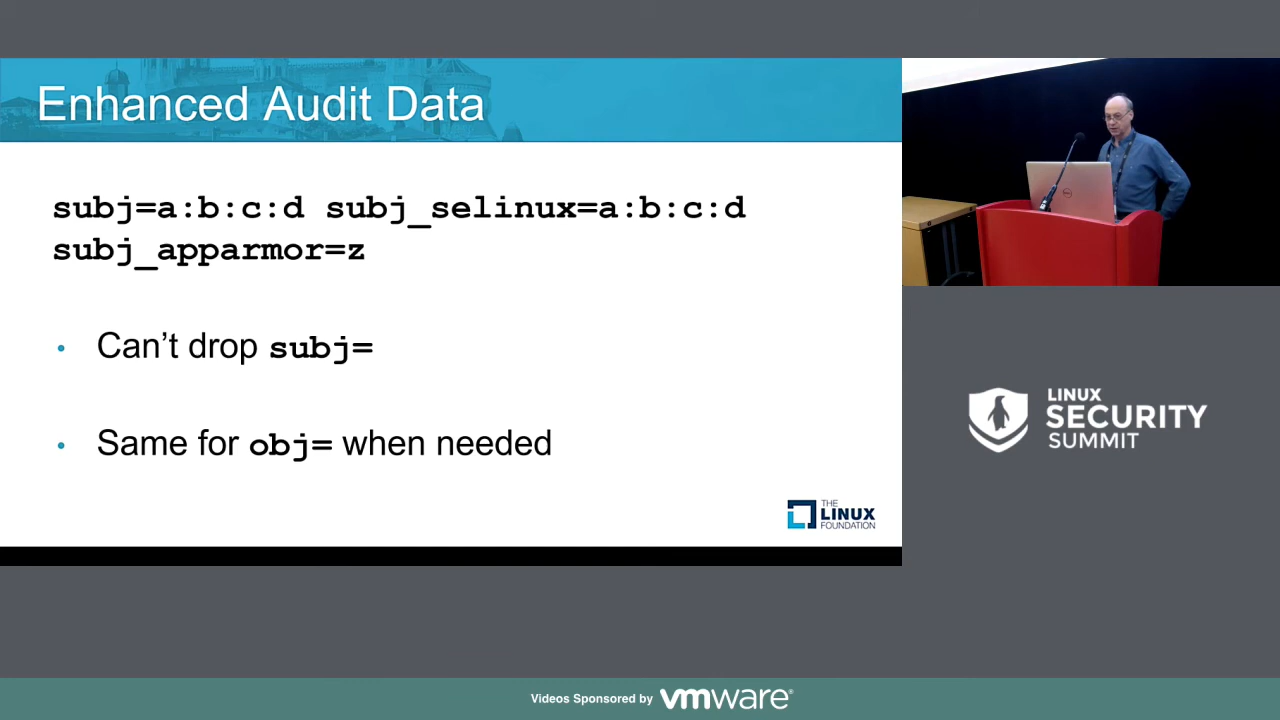 Enhanced Audit Data
subj=a:b:c:d subj_selinux=a:b:c:d
subj_apparmor=z
• Can’t drop subj=
• Same for obj= when needed
THE
LINUX
FOUNDATION
LINUX
SECURITY
SUMMIT
Videos Sponsored by vmware®